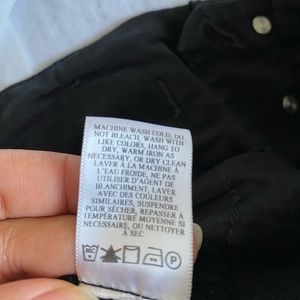 MACHINE WASH COLD, DO
NOT BLEACH, WASH WITH
LIKE COLORS, HANG TO
DRY, WARM IRON AS
NECESSARY, OR DRY CLEAN
LAVER À LA MACHINE À
L'EAU FROIDE, NE PAS
UTILISER D'AGENT DE
BLANCHIMENT, LAVER
AVEC DES COULEURS
SIMILAIRES, SUSPENDRE
POUR SÉCHER, REPASSER À
TEMPÉRATURE MOYENNE SI
NÉCESSAIRE, OU NETTOYER
À SEC
P